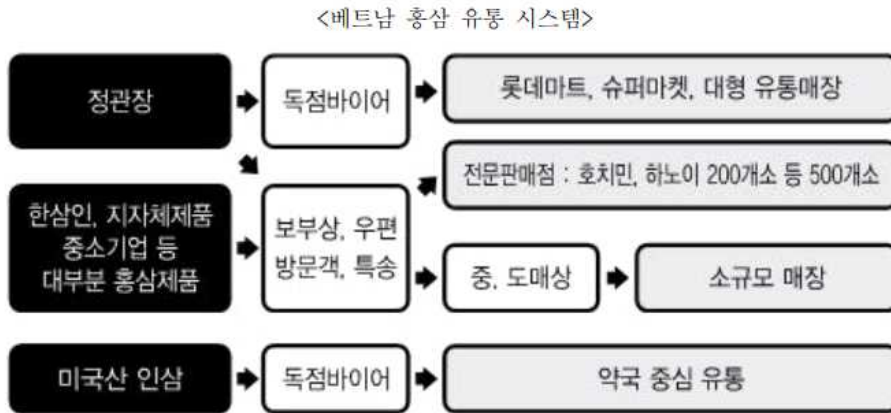 <베트남 홍삼 유통 시스템>
정관장
독점바이어
롯데마트, 슈퍼마켓, 대형 유통매장
전문판매점 : 호치민, 하노이 200개소 등 500개소
한삼인, 지자체제품
중소기업 등
대부분 홍삼제품
보부상, 우편
방문객, 특송
중, 도매상
소규모 매장
미국산 인삼
독점바이어
약국 중심 유통